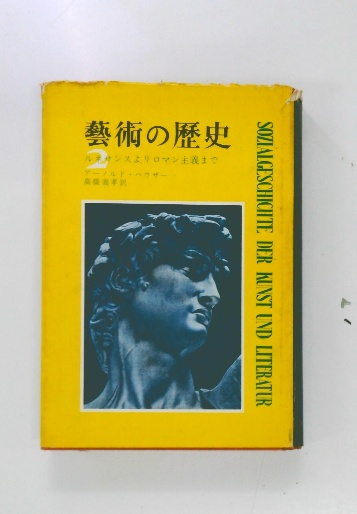 藝術の歷史
2
ルネサンスよりロマン主義まで
アーノルド・ハウザー
高橋義孝訳
SOZIALGESCHICHTE DER KUNST UND LITERATUR